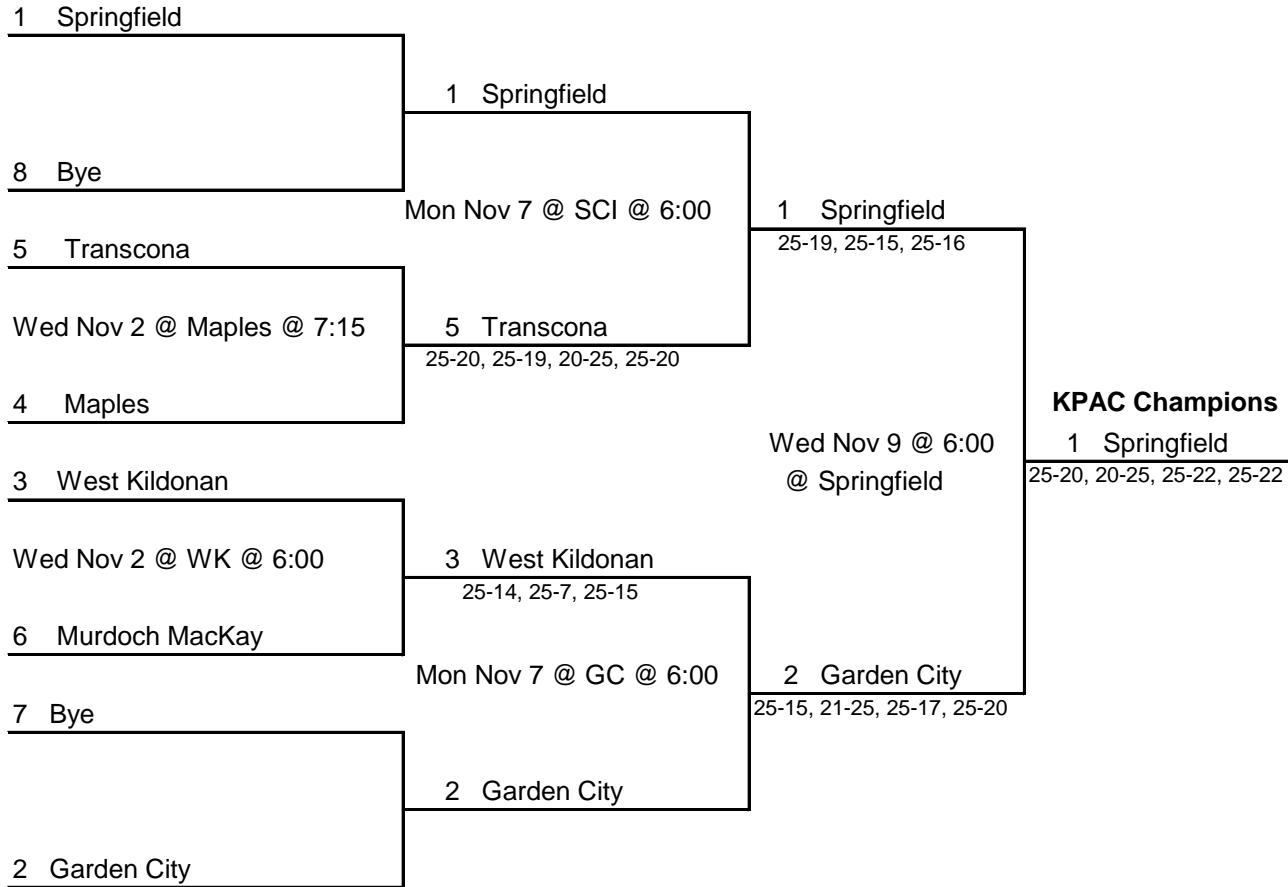 1 Springfield
1 Springfield
8 Bye
Mon Nov 7 @ SCI @ 6:00
1 Springfield
25-19, 25-15, 25-16
5 Transcona
Wed Nov 2 @ Maples @ 7:15
5 Transcona
25-20, 25-19, 20-25, 25-20
4 Maples
KPAC Champions
Wed Nov 9 @ 6:00
@ Springfield
1 Springfield
25-20, 20-25, 25-22, 25-22
3 West Kildonan
Wed Nov 2 @ WK @ 6:00
3 West Kildonan
25-14, 25-7, 25-15
6 Murdoch MacKay
Mon Nov 7 @ GC @ 6:00
2 Garden City
25-15, 21-25, 25-17, 25-20
7 Bye
2 Garden City
2 Garden City